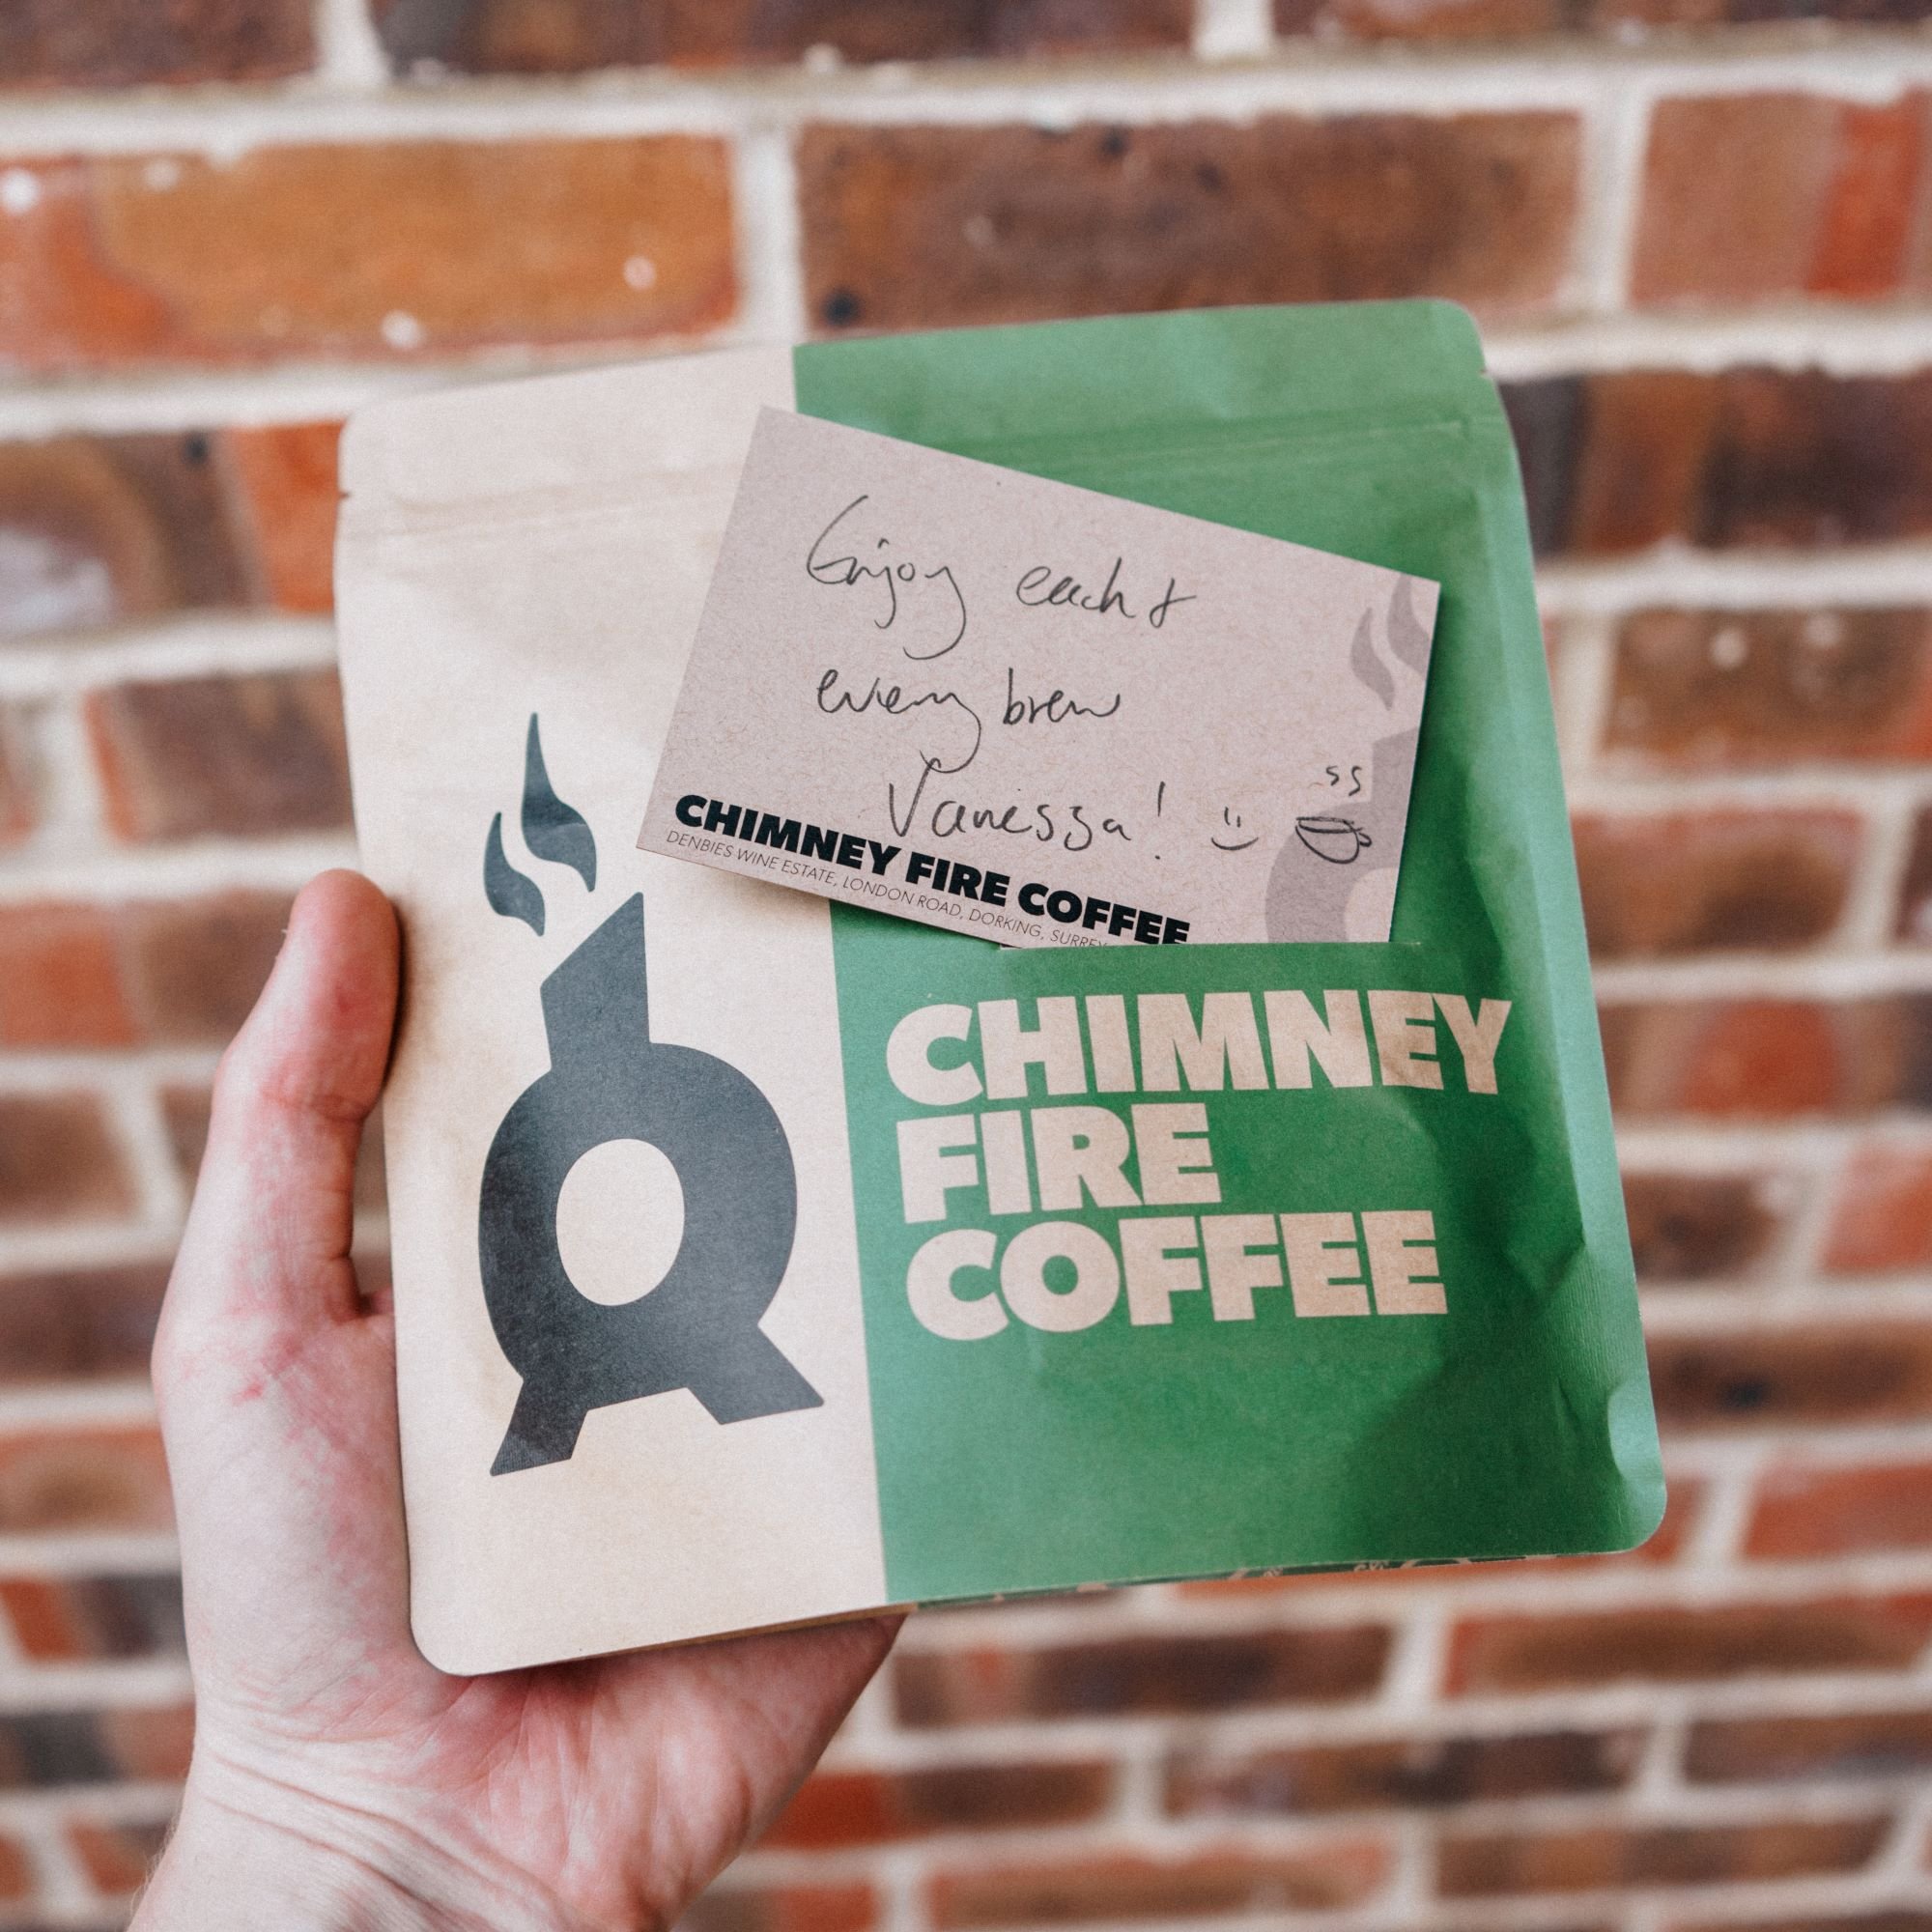 Enjoy each &
every brew
Vanessa! :)
CHIMNEY FIRE COFFEE
DENBIES WINE ESTATE, LONDON ROAD, DORKING, SURREY
CHIMNEY
FIRE
COFFEE